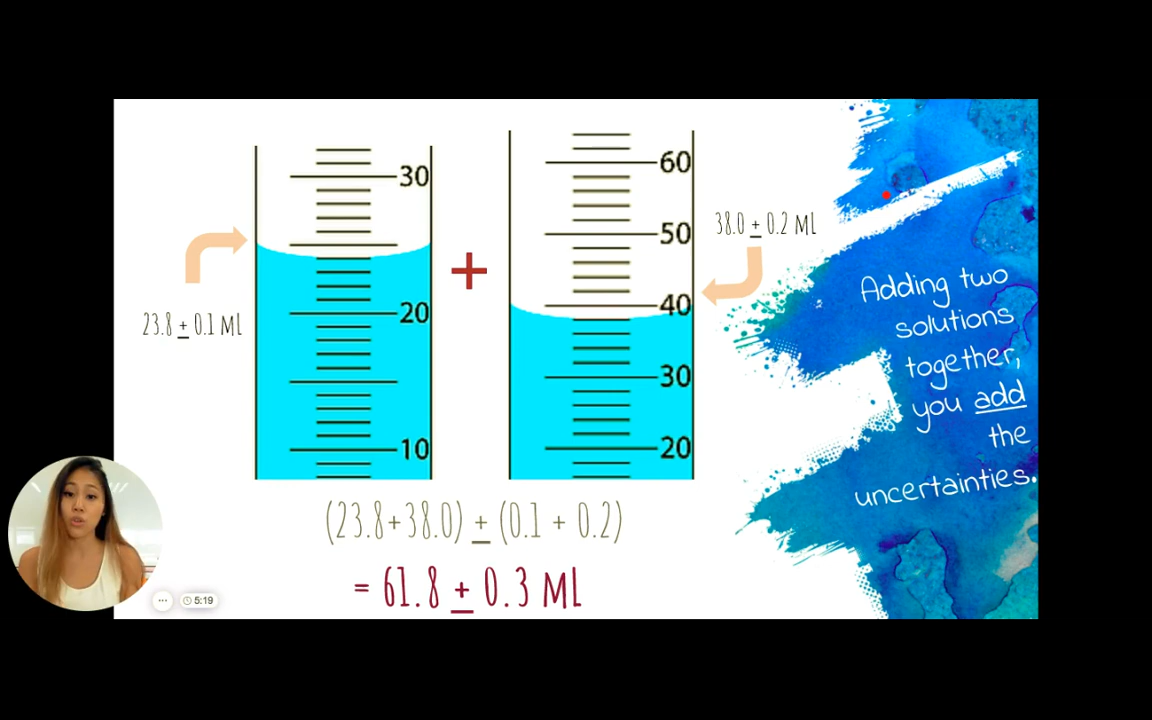 30
20
10
+
60
50
40
30
20
23.8 ± 0.1 mL
38.0 ± 0.2 mL
(23.8+38.0) ± (0.1 + 0.2)
= 61.8 ± 0.3 mL
Adding two
solutions
together,
you add
the
uncertainties.
5:19